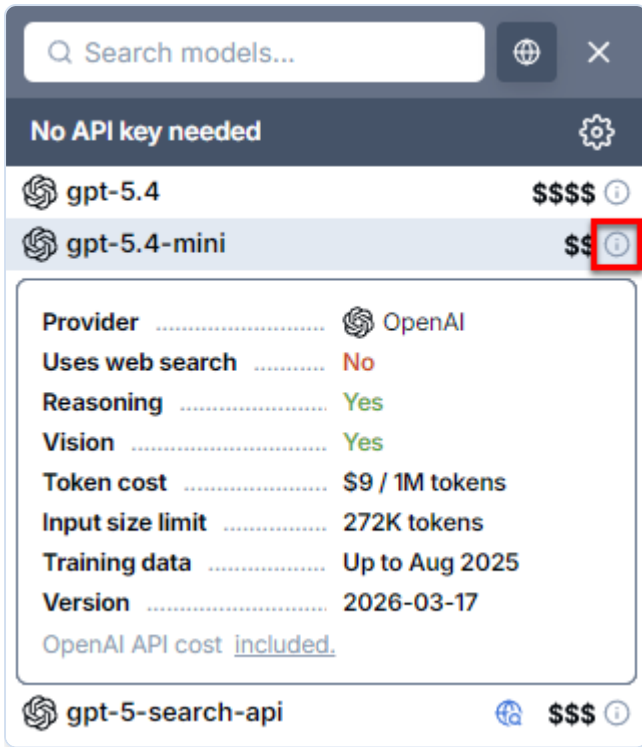 Search models...
No API key needed
gpt-5.4 $$$$
gpt-5.4-mini $$
Provider ........................... OpenAI
Uses web search ............ No
Reasoning ........................ Yes
Vision ................................ Yes
Token cost ....................... $9 / 1M tokens
Input size limit ................. 272K tokens
Training data ................... Up to Aug 2025
Version ............................. 2026-03-17
OpenAI API cost included.
gpt-5-search-api $$$